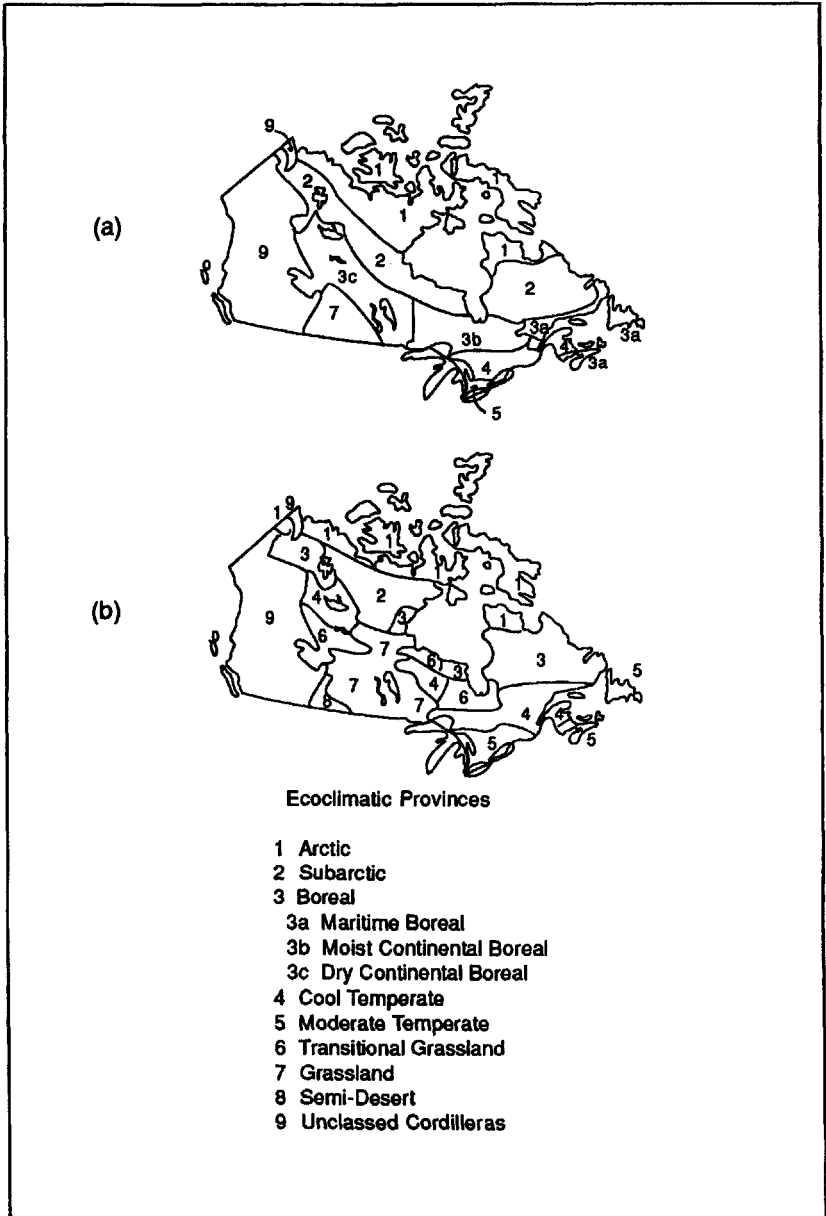 (a)
9
1
1
2
1
9
2
1
3c
2
7
3a
3b
3a
4
4
3a
5
(b)
9
1
1
1
1
3
2
4
3
1
9
6
7
3
6
3
5
7
4
6
8
7
4
4
5
5
Ecoclimatic Provinces
1 Arctic
2 Subarctic
3 Boreal
3a Maritime Boreal
3b Moist Continental Boreal
3c Dry Continental Boreal
4 Cool Temperate
5 Moderate Temperate
6 Transitional Grassland
7 Grassland
8 Semi-Desert
9 Unclassed Cordilleras